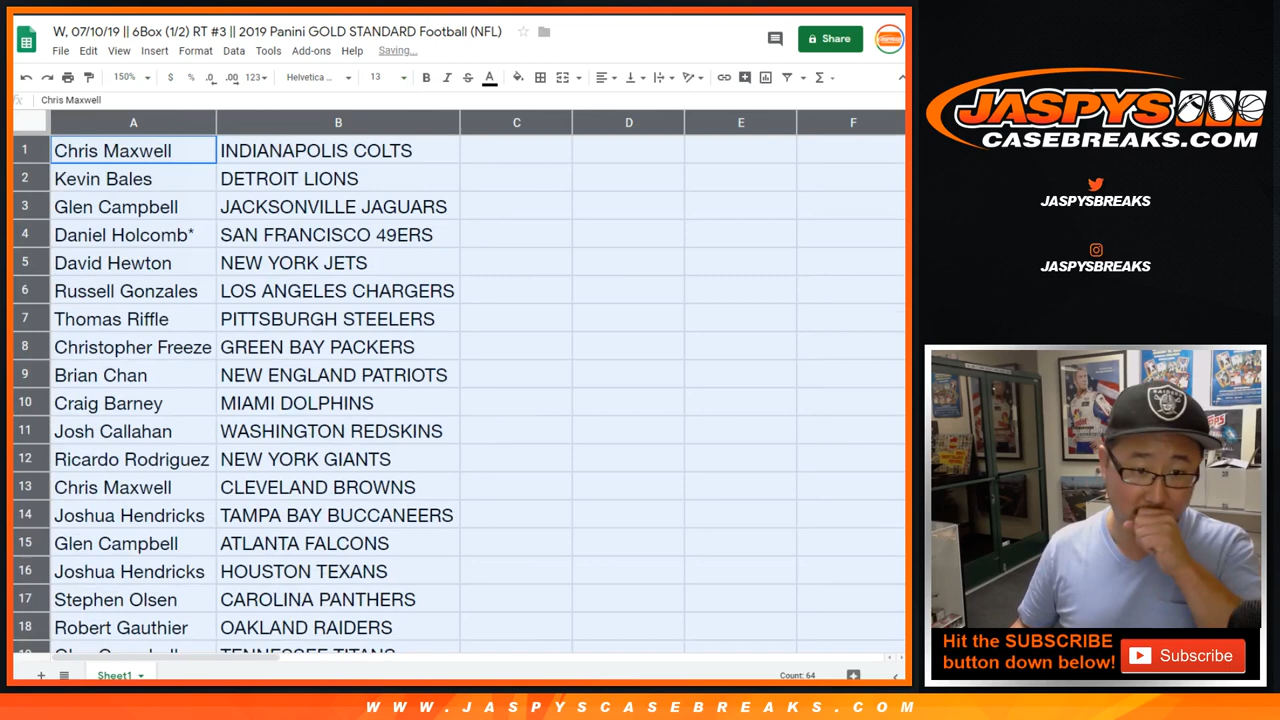 W, 07/10/19 || 6Box (1/2) RT #3 || 2019 Panini GOLD STANDARD Football (NFL)
File Edit View Insert Format Data Tools Add-ons Help Saving...
Share
150% $ % .0 .00 123 Helvetica ... 13 B I S A
fx Chris Maxwell
A B C D E F
1 Chris Maxwell INDIANAPOLIS COLTS
2 Kevin Bales DETROIT LIONS
3 Glen Campbell JACKSONVILLE JAGUARS
4 Daniel Holcomb* SAN FRANCISCO 49ERS
5 David Hewton NEW YORK JETS
6 Russell Gonzales LOS ANGELES CHARGERS
7 Thomas Riffle PITTSBURGH STEELERS
8 Christopher Freeze GREEN BAY PACKERS
9 Brian Chan NEW ENGLAND PATRIOTS
10 Craig Barney MIAMI DOLPHINS
11 Josh Callahan WASHINGTON REDSKINS
12 Ricardo Rodriguez NEW YORK GIANTS
13 Chris Maxwell CLEVELAND BROWNS
14 Joshua Hendricks TAMPA BAY BUCCANEERS
15 Glen Campbell ATLANTA FALCONS
16 Joshua Hendricks HOUSTON TEXANS
17 Stephen Olsen CAROLINA PANTHERS
18 Robert Gauthier OAKLAND RAIDERS
Sheet1
Count: 64
JASPYS
CASEBREAKS.COM
JASPYSBREAKS
JASPYSBREAKS
RAIDERS
topps
Hit the SUBSCRIBE
button down below!
Subscribe
WWW.JASPYSCASEBREAKS.COM